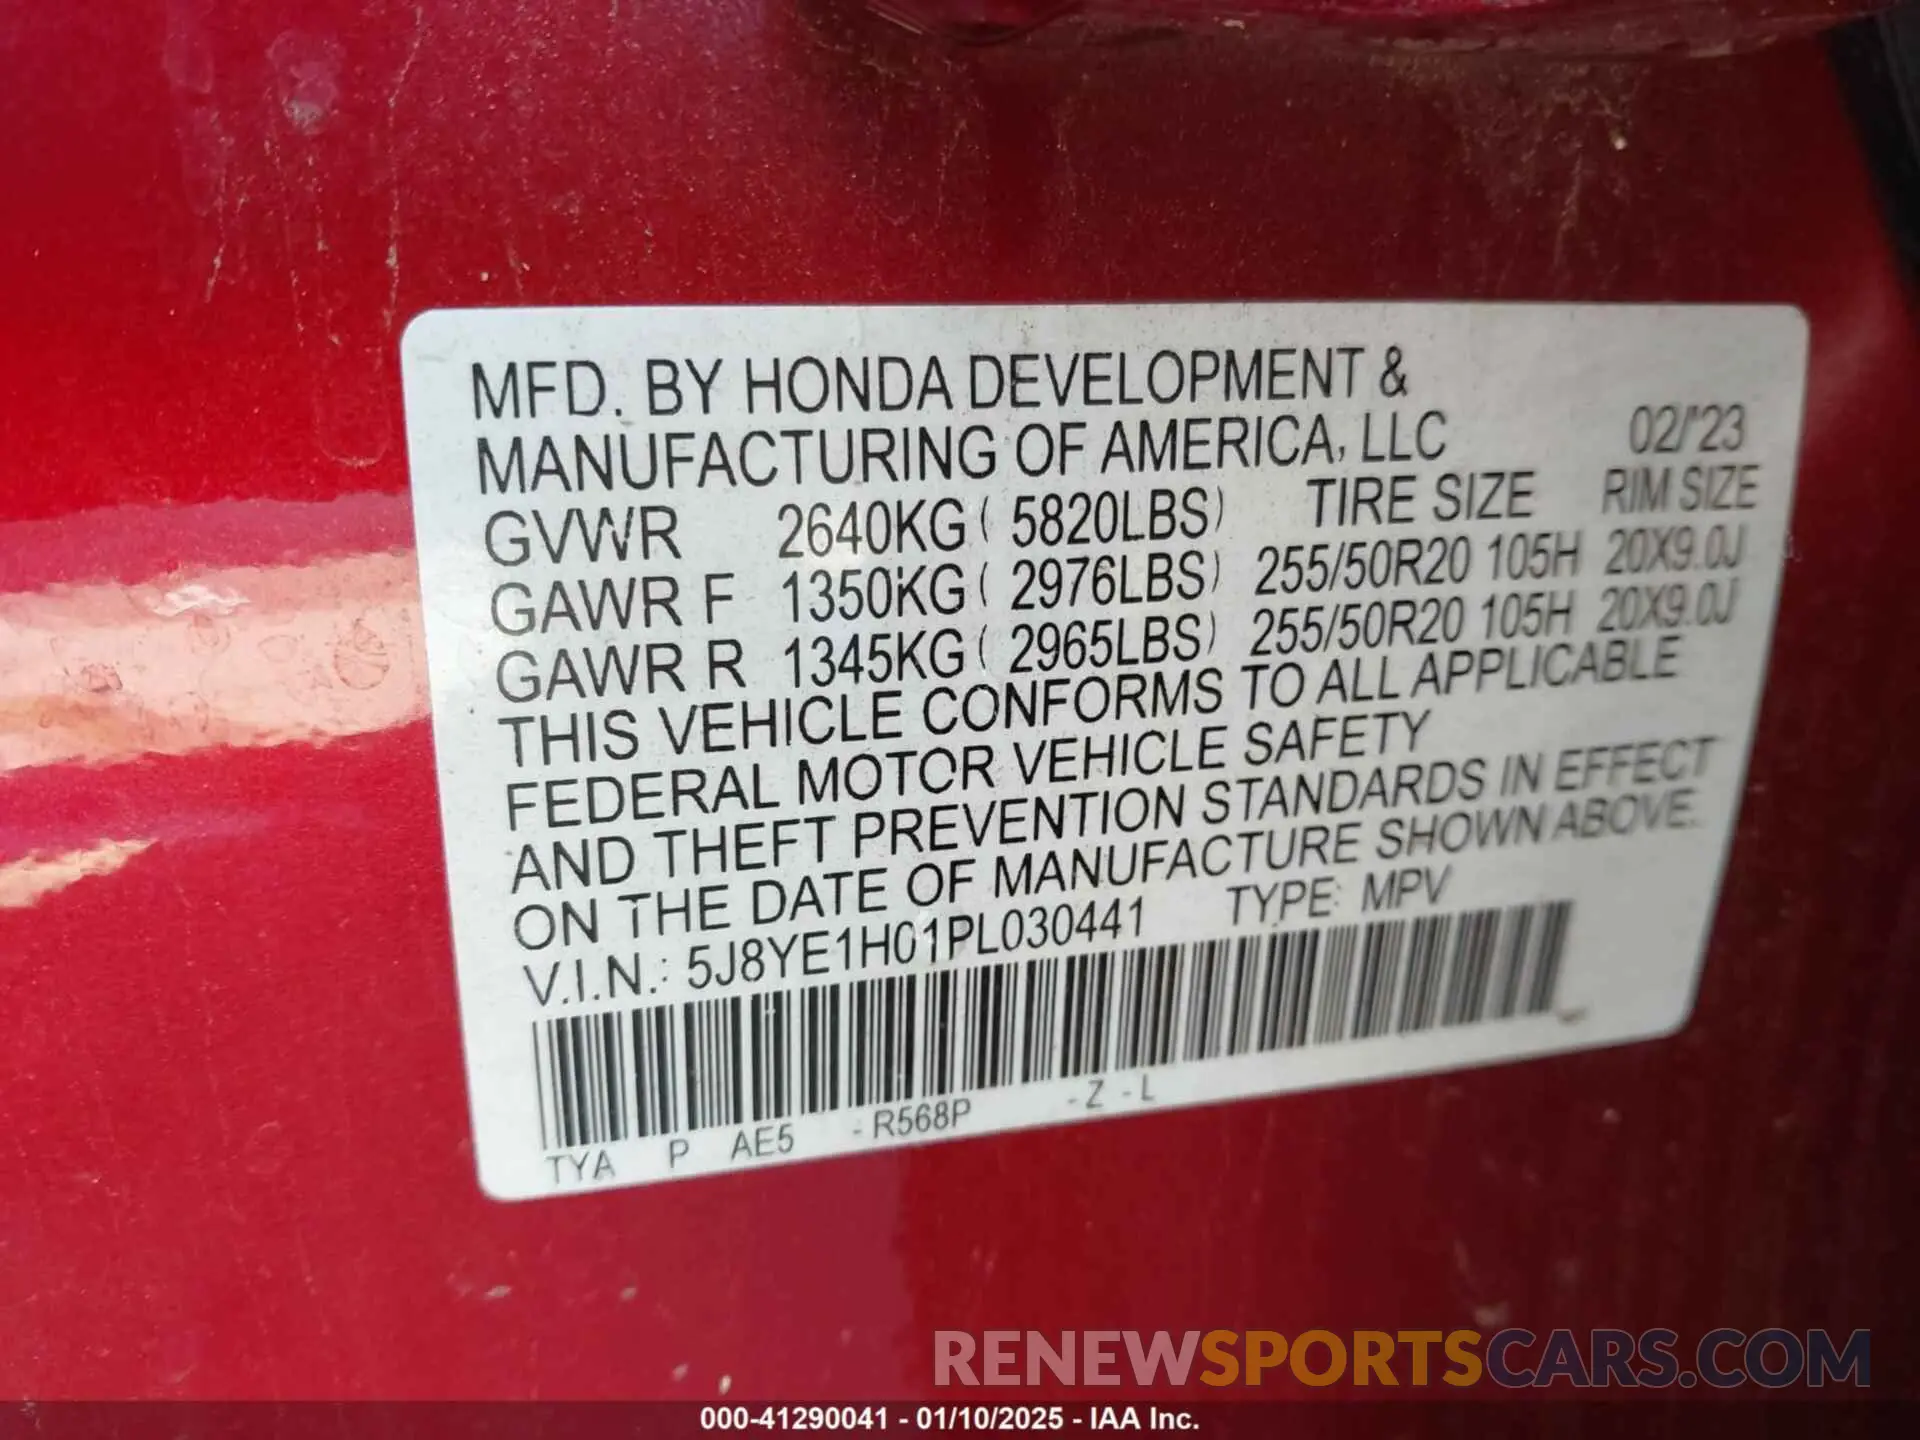 MFD. BY HONDA DEVELOPMENT &
MANUFACTURING OF AMERICA, LLC 02/'23
GVWR 2640KG ( 5820LBS) TIRE SIZE RIM SIZE
GAWR F 1350KG ( 2976LBS) 255/50R20 105H 20X9.0J
GAWR R 1345KG ( 2965LBS) 255/50R20 105H 20X9.0J
THIS VEHICLE CONFORMS TO ALL APPLICABLE
FEDERAL MOTOR VEHICLE SAFETY
AND THEFT PREVENTION STANDARDS IN EFFECT
ON THE DATE OF MANUFACTURE SHOWN ABOVE.
V.I.N.: 5J8YE1H01PL030441 TYPE: MPV
TYA P AE5 - R568P - Z - L
RENEWSPORTSCARS.COM
000-41290041 - 01/10/2025 - IAA Inc.